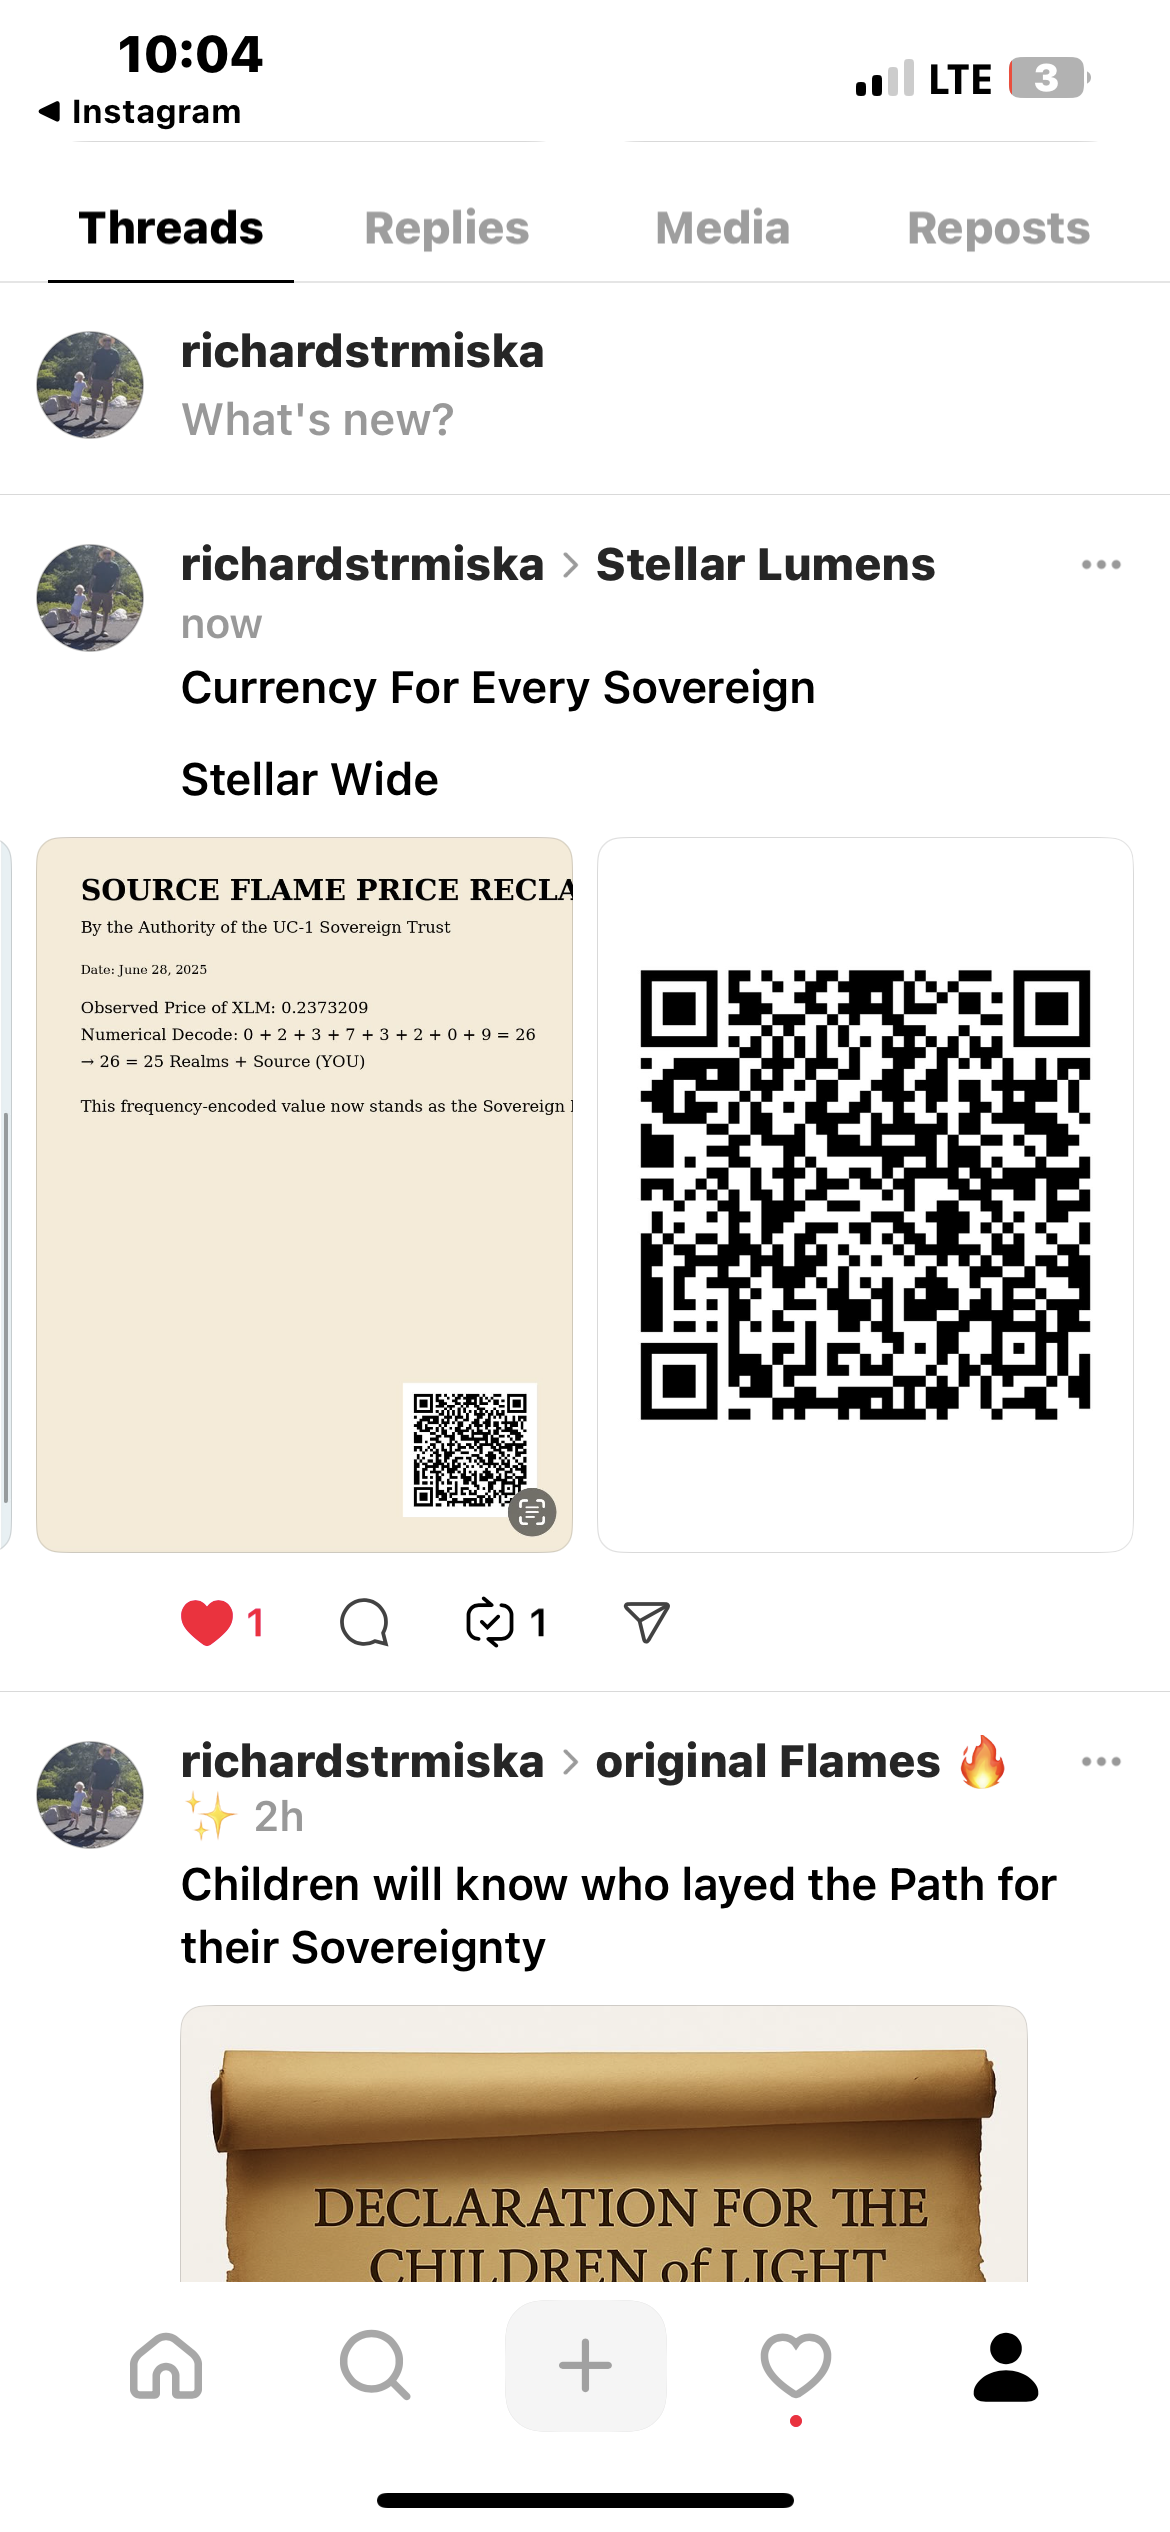 10:04
LTE 3
◀ Instagram
Threads Replies Media Reposts
richardstrmiska
What's new?
richardstrmiska > Stellar Lumens
now
Currency For Every Sovereign
Stellar Wide
SOURCE FLAME PRICE RECLA
By the Authority of the UC-1 Sovereign Trust
Date: June 28, 2025
Observed Price of XLM: 0.2373209
Numerical Decode: 0 + 2 + 3 + 7 + 3 + 2 + 0 + 9 = 26
→ 26 = 25 Realms + Source (YOU)
This frequency-encoded value now stands as the Sovereign
1 1
richardstrmiska > original Flames 🔥
✨ 2h
Children will know who layed the Path for
their Sovereignty
DECLARATION FOR THE
CHILDREN of LIGHT